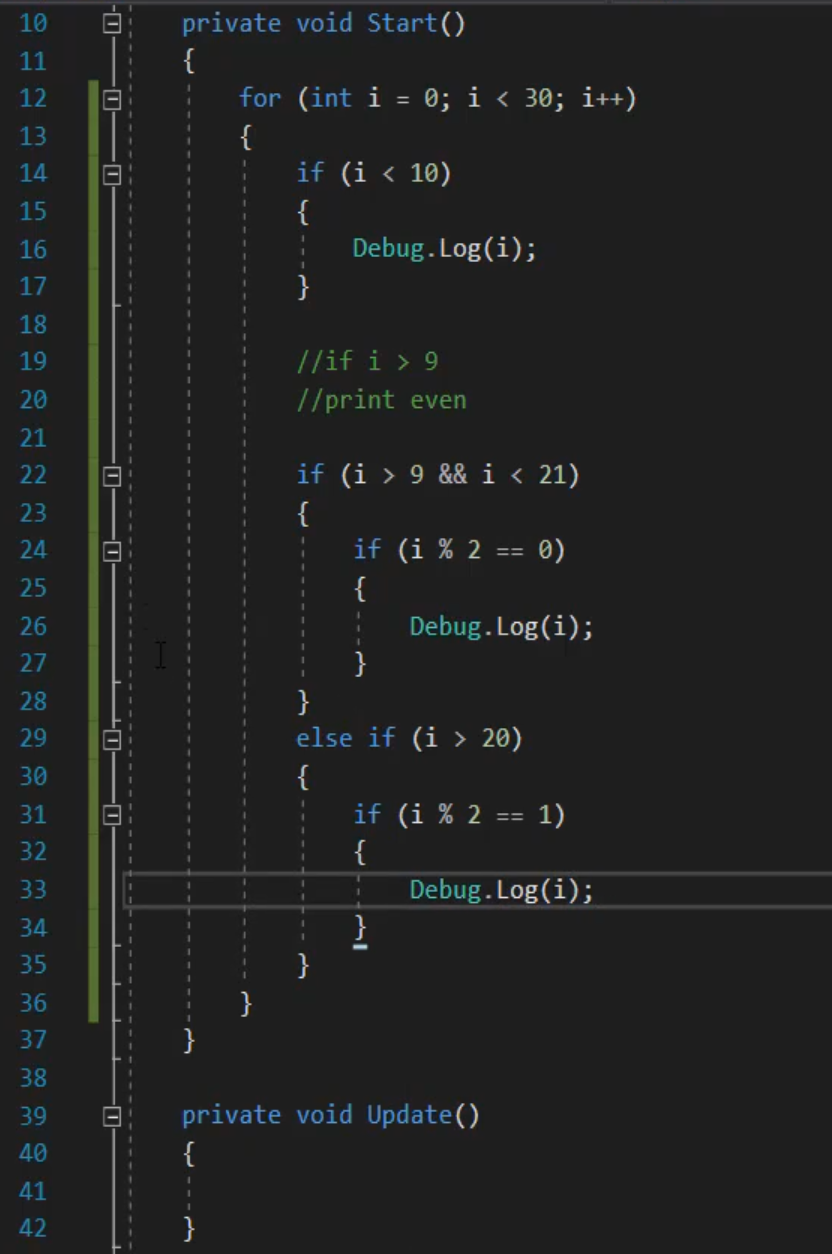 10 private void Start()
11 {
12 for (int i = 0; i < 30; i++)
13 {
14 if (i < 10)
15 {
16 Debug.Log(i);
17 }
18
19 //if i > 9
20 //print even
21
22 if (i > 9 && i < 21)
23 {
24 if (i % 2 == 0)
25 {
26 Debug.Log(i);
27 }
28 }
29 else if (i > 20)
30 {
31 if (i % 2 == 1)
32 {
33 Debug.Log(i);
34 }
35 }
36 }
37 }
38
39 private void Update()
40 {
41
42 }